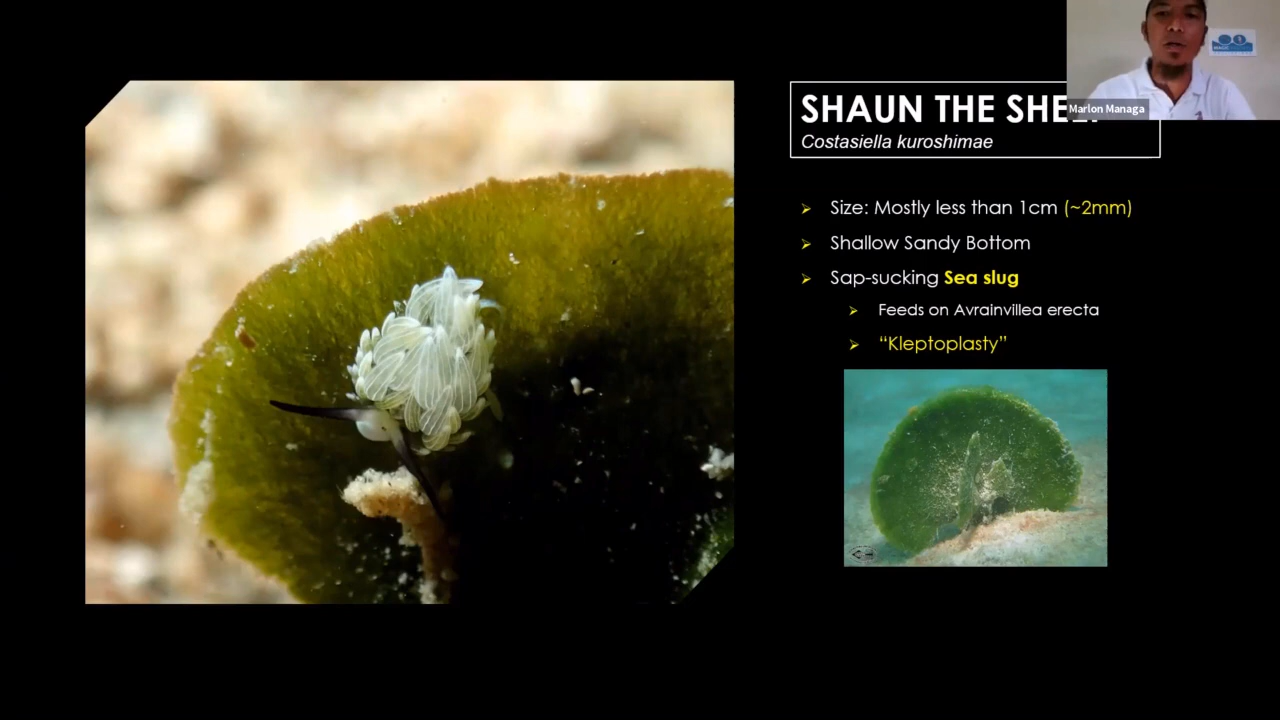 SHAUN THE
Costasiella kuroshimae
Marlon Managa
Size: Mostly less than 1cm (~2mm)
Shallow Sandy Bottom
Sap-sucking Sea slug
Feeds on Avrainvillea erecta
“Kleptoplasty”